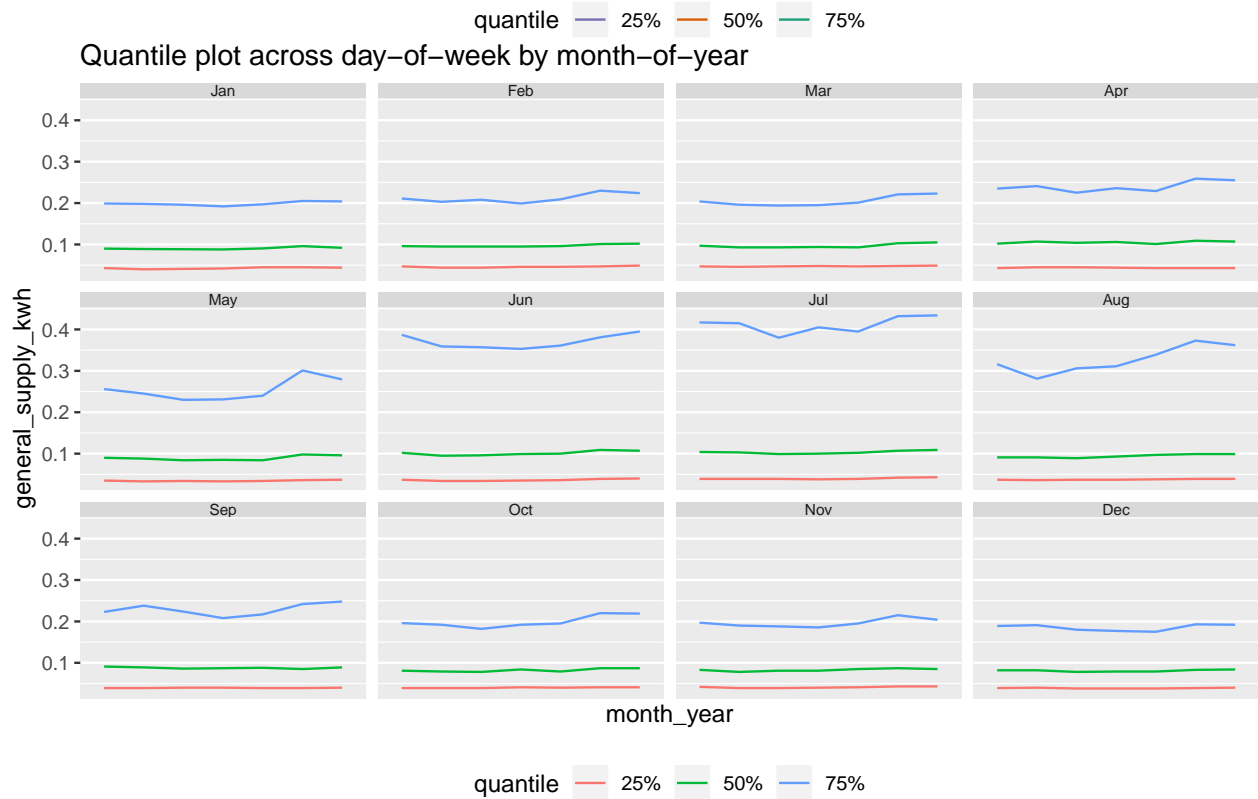 quantile 25% 50% 75%
Quantile plot across day−of−week by month−of−year
Jan Feb Mar Apr
0.4
0.3
0.2
0.1
May Jun Jul Aug
0.4
0.3
0.2
0.1
Sep Oct Nov Dec
0.4
0.3
0.2
0.1
general_supply_kwh
month_year
quantile 25% 50% 75%